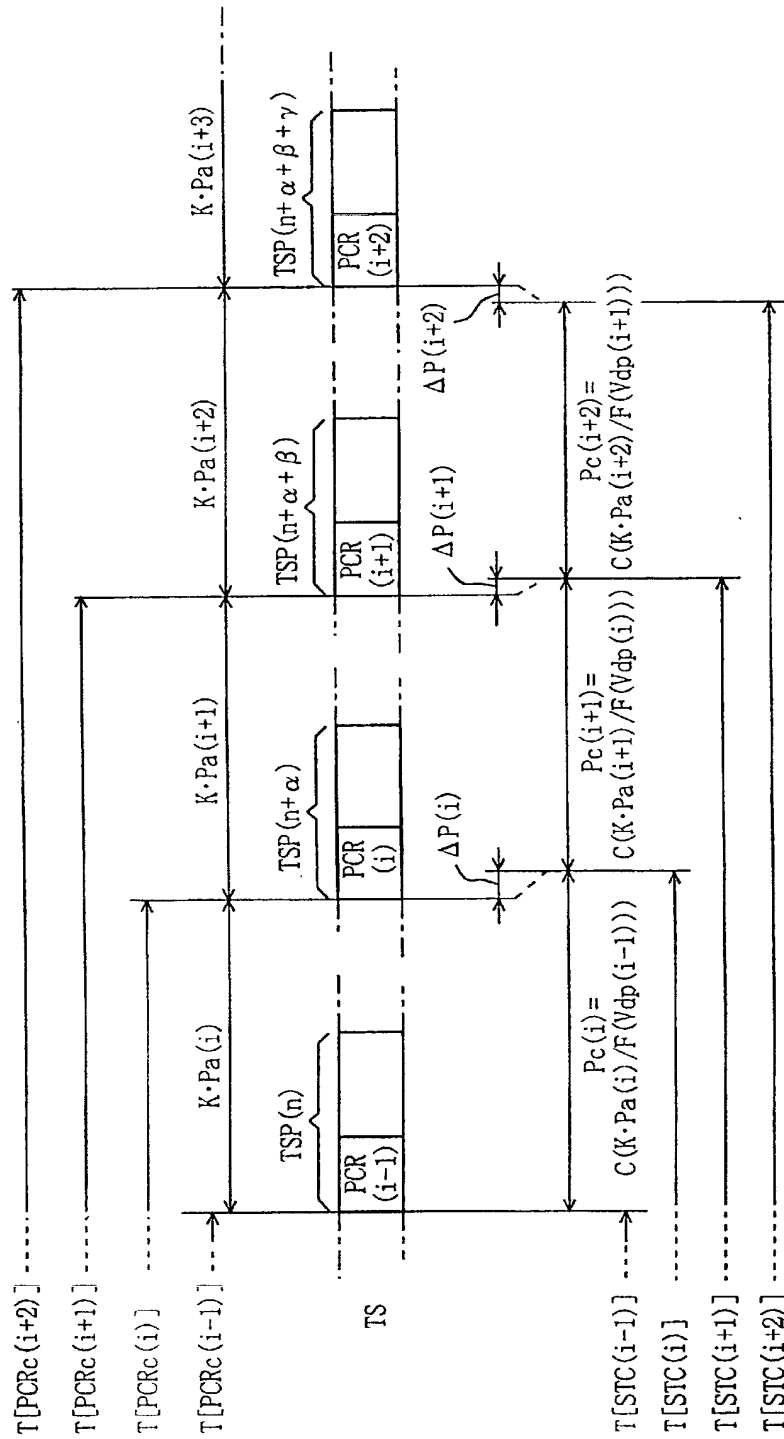 T[PCRc(i+2)]
T[PCRc(i+1)]
T[PCRc(i)]
T[PCRc(i-1)]
K·Pa(i)
K·Pa(i+1)
K·Pa(i+2)
K·Pa(i+3)
TSP(n)
TSP(n+α)
TSP(n+α+β)
TSP(n+α+β+γ)
TS
PCR
(i-1)
PCR
(i)
PCR
(i+1)
PCR
(i+2)
ΔP(i)
ΔP(i+1)
ΔP(i+2)
Pc(i)=
C(K·Pa(i)/F(Vdp(i-1)))
Pc(i+1)=
C(K·Pa(i+1)/F(Vdp(i)))
Pc(i+2)=
C(K·Pa(i+2)/F(Vdp(i+1)))
T[STC(i-1)]
T[STC(i)]
T[STC(i+1)]
T[STC(i+2)]